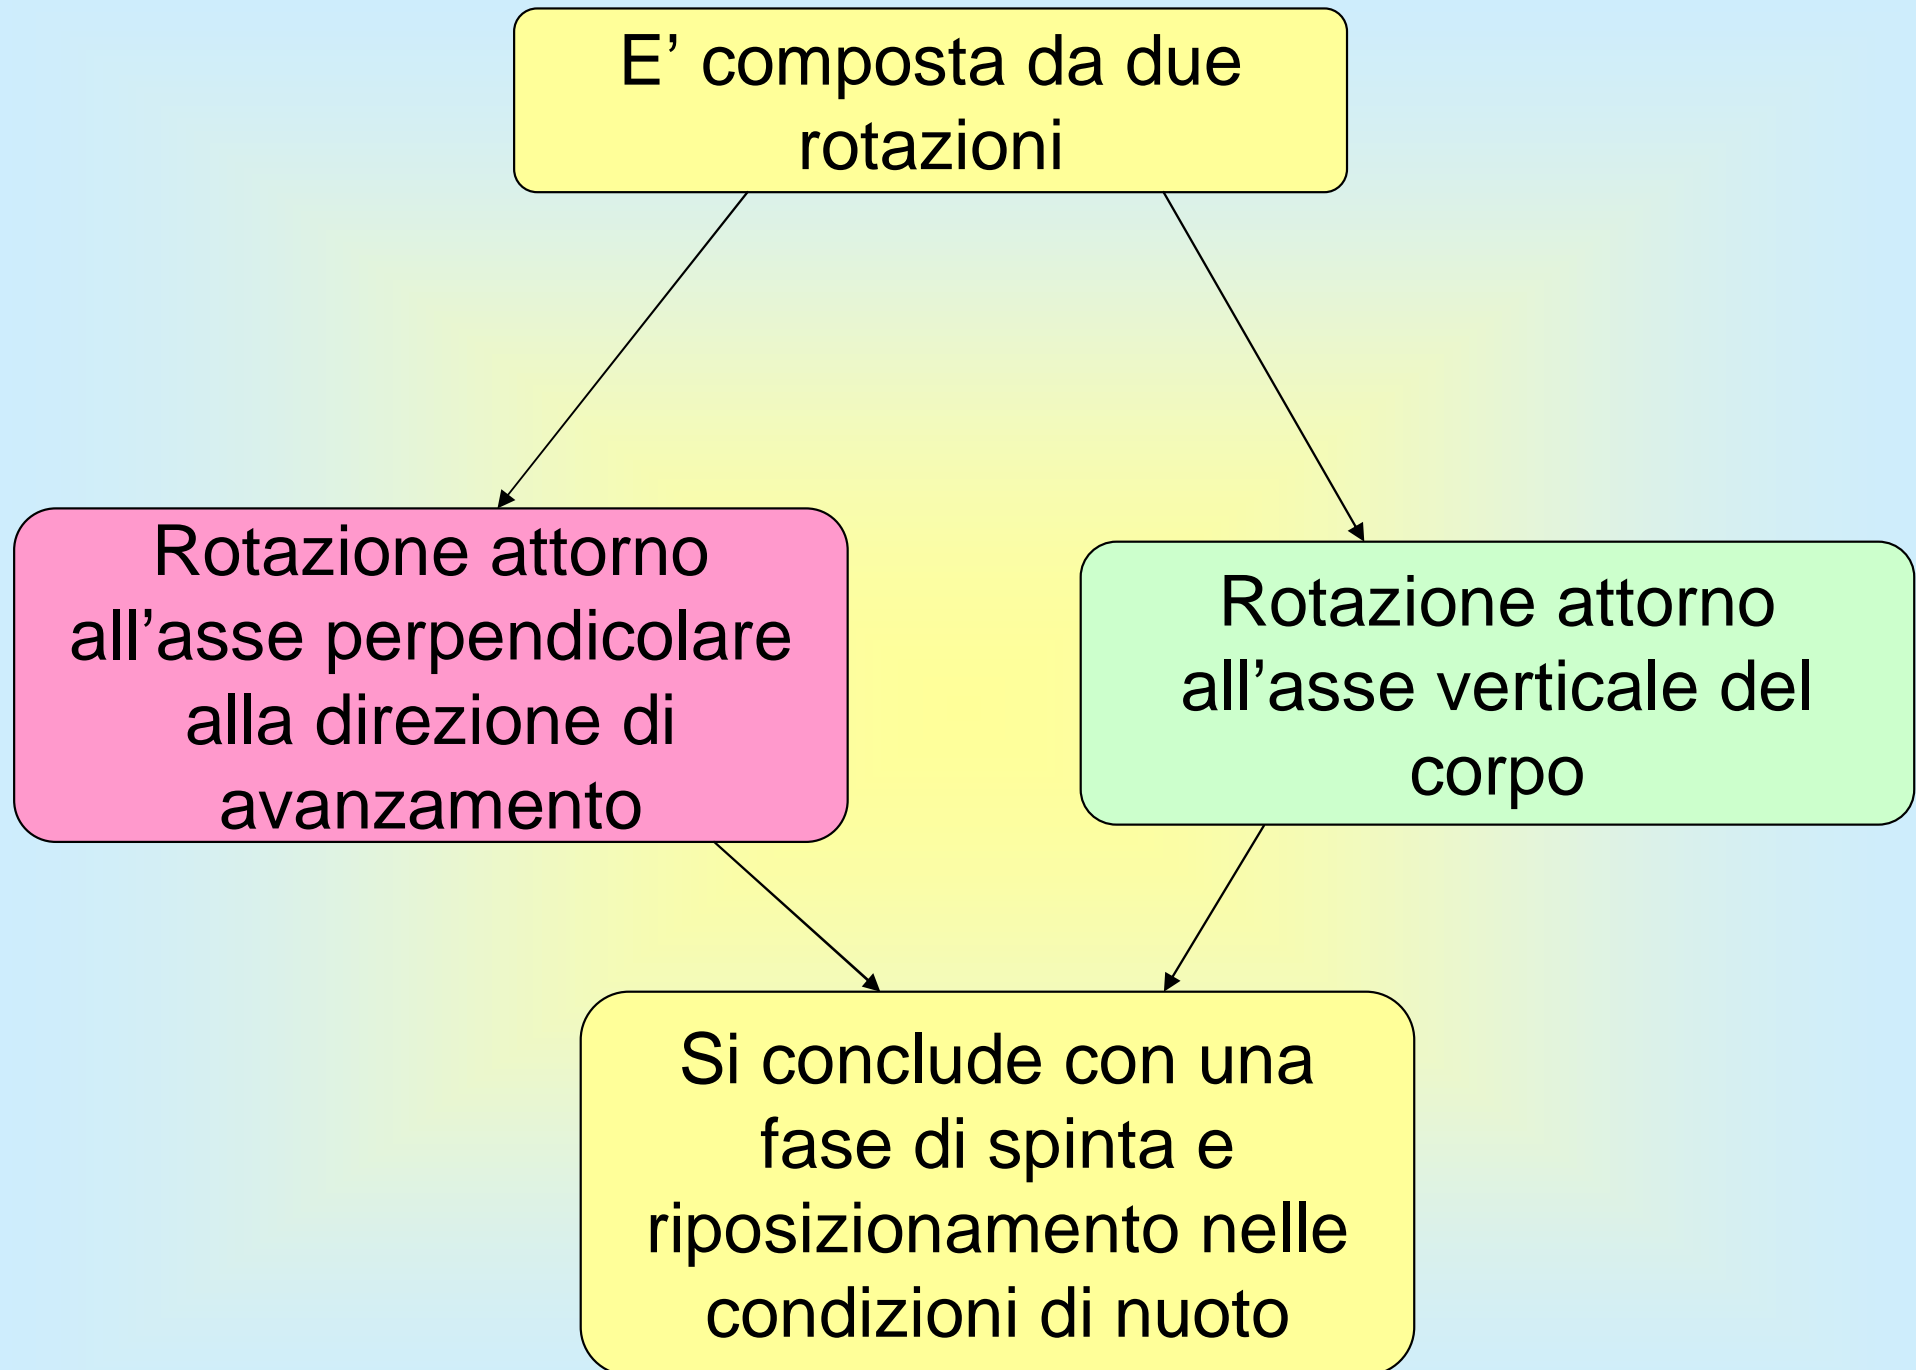 E’ composta da due
rotazioni
Rotazione attorno
all’asse perpendicolare
alla direzione di
avanzamento
Rotazione attorno
all’asse verticale del
corpo
Si conclude con una
fase di spinta e
riposizionamento nelle
condizioni di nuoto